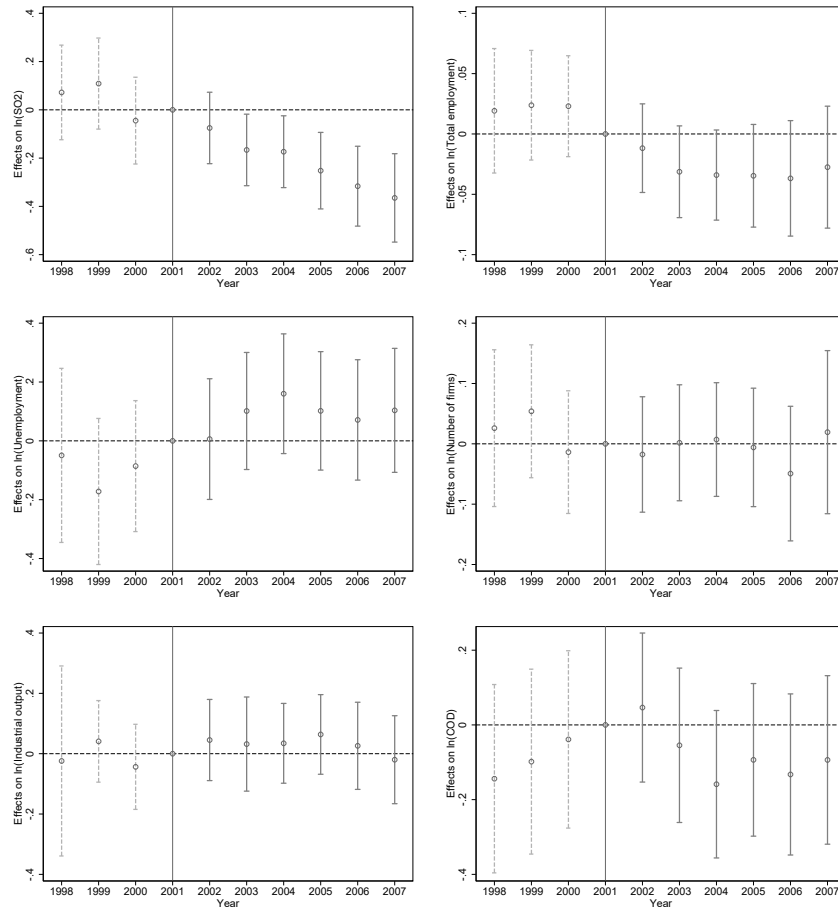 Effects on ln(SO2)
.4
.2
0
-.2
-.4
-.6
1998 1999 2000 2001 2002 2003 2004 2005 2006 2007
Year
Effects on ln(Total employment)
.1
.05
0
-.05
-.1
1998 1999 2000 2001 2002 2003 2004 2005 2006 2007
Year
Effects on ln(Unemployment)
.4
.2
0
-.2
-.4
1998 1999 2000 2001 2002 2003 2004 2005 2006 2007
Year
Effects on ln(Number of firms)
.2
.1
0
-.1
-.2
1998 1999 2000 2001 2002 2003 2004 2005 2006 2007
Year
Effects on ln(Industrial output)
.4
.2
0
-.2
-.4
1998 1999 2000 2001 2002 2003 2004 2005 2006 2007
Year
Effects on ln(COD)
.2
0
-.2
-.4
1998 1999 2000 2001 2002 2003 2004 2005 2006 2007
Year